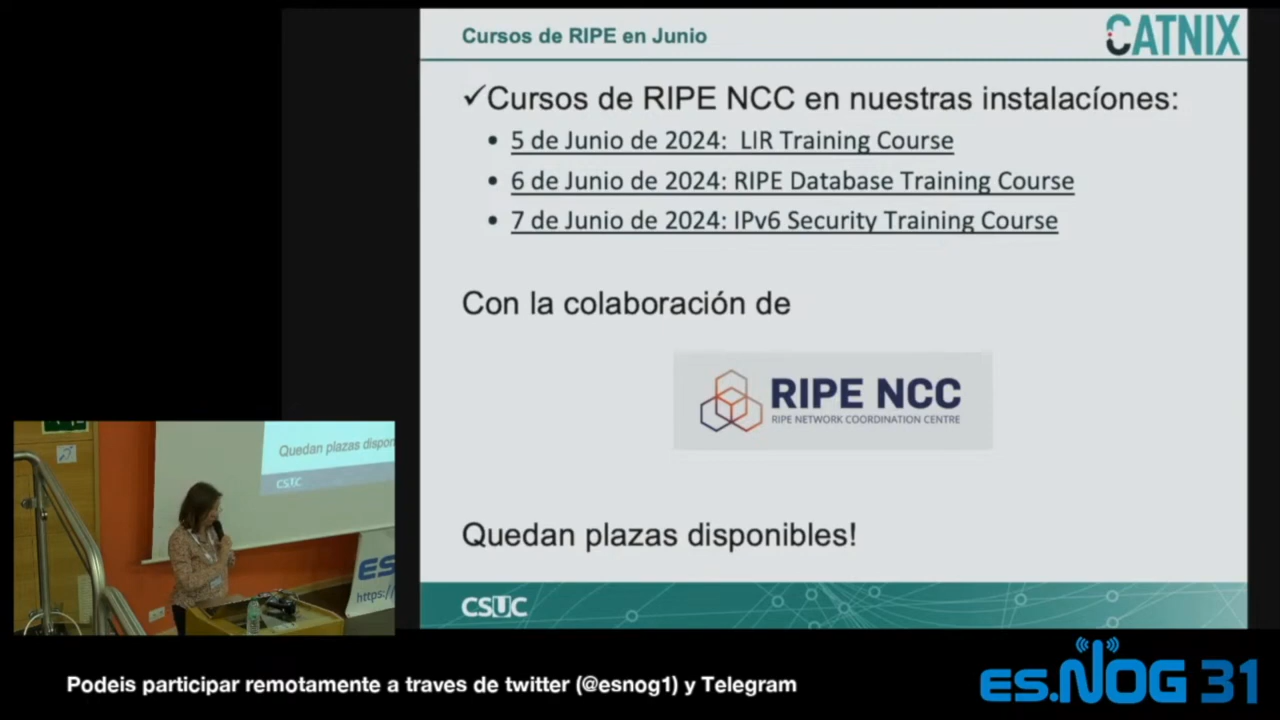 Cursos de RIPE en Junio
CATNIX
✓Cursos de RIPE NCC en nuestras instalacíones:
• 5 de Junio de 2024: LIR Training Course
• 6 de Junio de 2024: RIPE Database Training Course
• 7 de Junio de 2024: IPv6 Security Training Course
Con la colaboración de
RIPE NCC
RIPE NETWORK COORDINATION CENTRE
Quedan plazas disponibles!
CSUC
Quedan plazas dispon
CSUC
ES.
https://
Podeis participar remotamente a traves de twitter (@esnog1) y Telegram
es.NOG 31